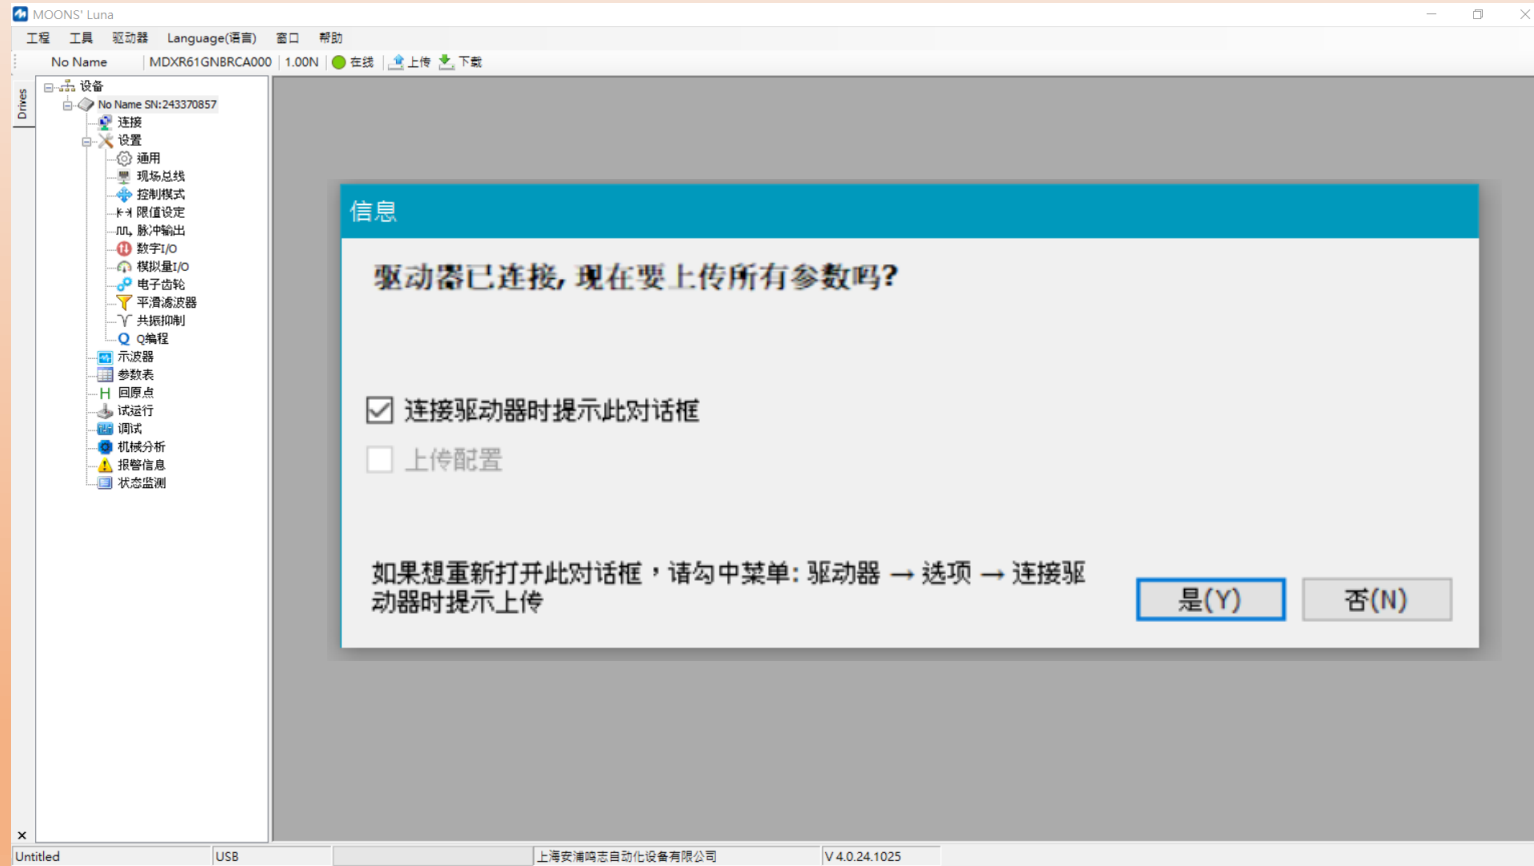 MOONS' Luna
工程 工具 驱动器 Language(语言) 窗口 帮助
No Name MDXR61GNBRCA000 1.00N 在线 上传 下载
Drives
设备
No Name SN:243370857
连接
设置
通用
现场总线
控制模式
限值设定
脉冲输出
数字I/O
模拟量I/O
电子齿轮
平滑滤波器
共振抑制
Q Q编程
示波器
参数表
H 回原点
试运行
调试
机械分析
报警信息
状态监测
信息
驱动器已连接, 现在要上传所有参数吗?
连接驱动器时提示此对话框
上传配置
如果想重新打开此对话框，请勾中菜单: 驱动器 → 选项 → 连接驱
动器时提示上传
是(Y) 否(N)
Untitled USB 上海安浦鸣志自动化设备有限公司 V 4.0.24.1025